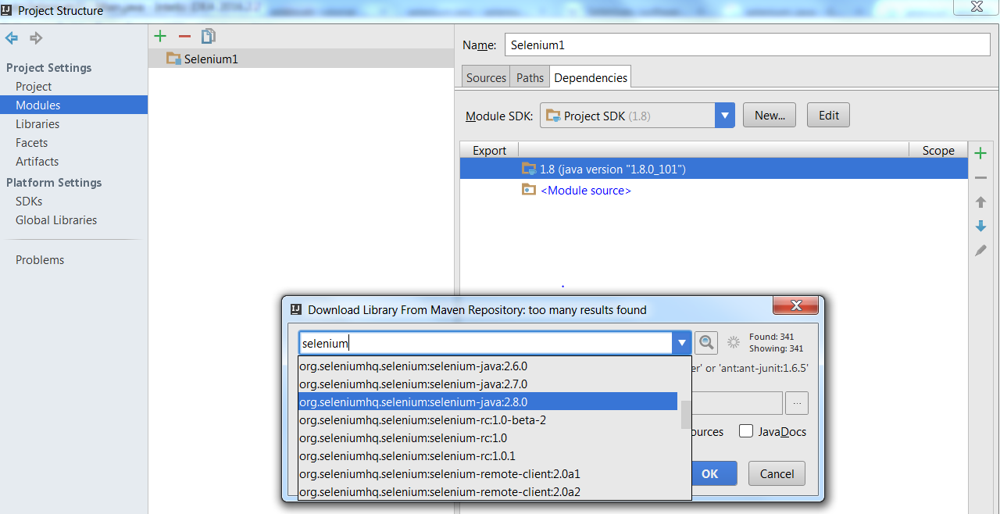 Project Structure
Project Settings
Project
Modules
Libraries
Facets
Artifacts
Platform Settings
SDKs
Global Libraries
Problems
Selenium1
Name: Selenium1
Sources Paths Dependencies
Module SDK: Project SDK (1.8) New... Edit
Export Scope
1.8 (java version "1.8.0_101")
<Module source>
Download Library From Maven Repository: too many results found
selenium
Found: 341
Showing: 341
er' or 'ant:ant-junit:1.6.5'
org.seleniumhq.selenium:selenium-java:2.6.0
org.seleniumhq.selenium:selenium-java:2.7.0
org.seleniumhq.selenium:selenium-java:2.8.0
org.seleniumhq.selenium:selenium-rc:1.0-beta-2
org.seleniumhq.selenium:selenium-rc:1.0
org.seleniumhq.selenium:selenium-rc:1.0.1
org.seleniumhq.selenium:selenium-remote-client:2.0a1
org.seleniumhq.selenium:selenium-remote-client:2.0a2
...
ources JavaDocs
OK Cancel